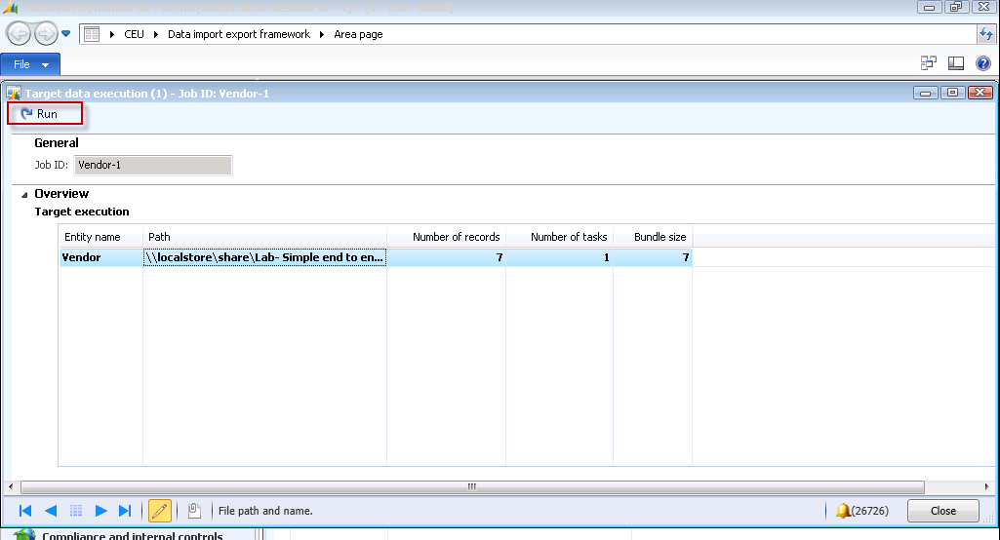 CEU Data import export framework Area page
File
Target data execution (1) - Job ID: Vendor-1
Run
General
Job ID: Vendor-1
Overview
Target execution
Entity name Path Number of records Number of tasks Bundle size
Vendor \\localstore\share\Lab- Simple end to en... 7 1 7
File path and name. (26726) Close
Compliance and internal controls